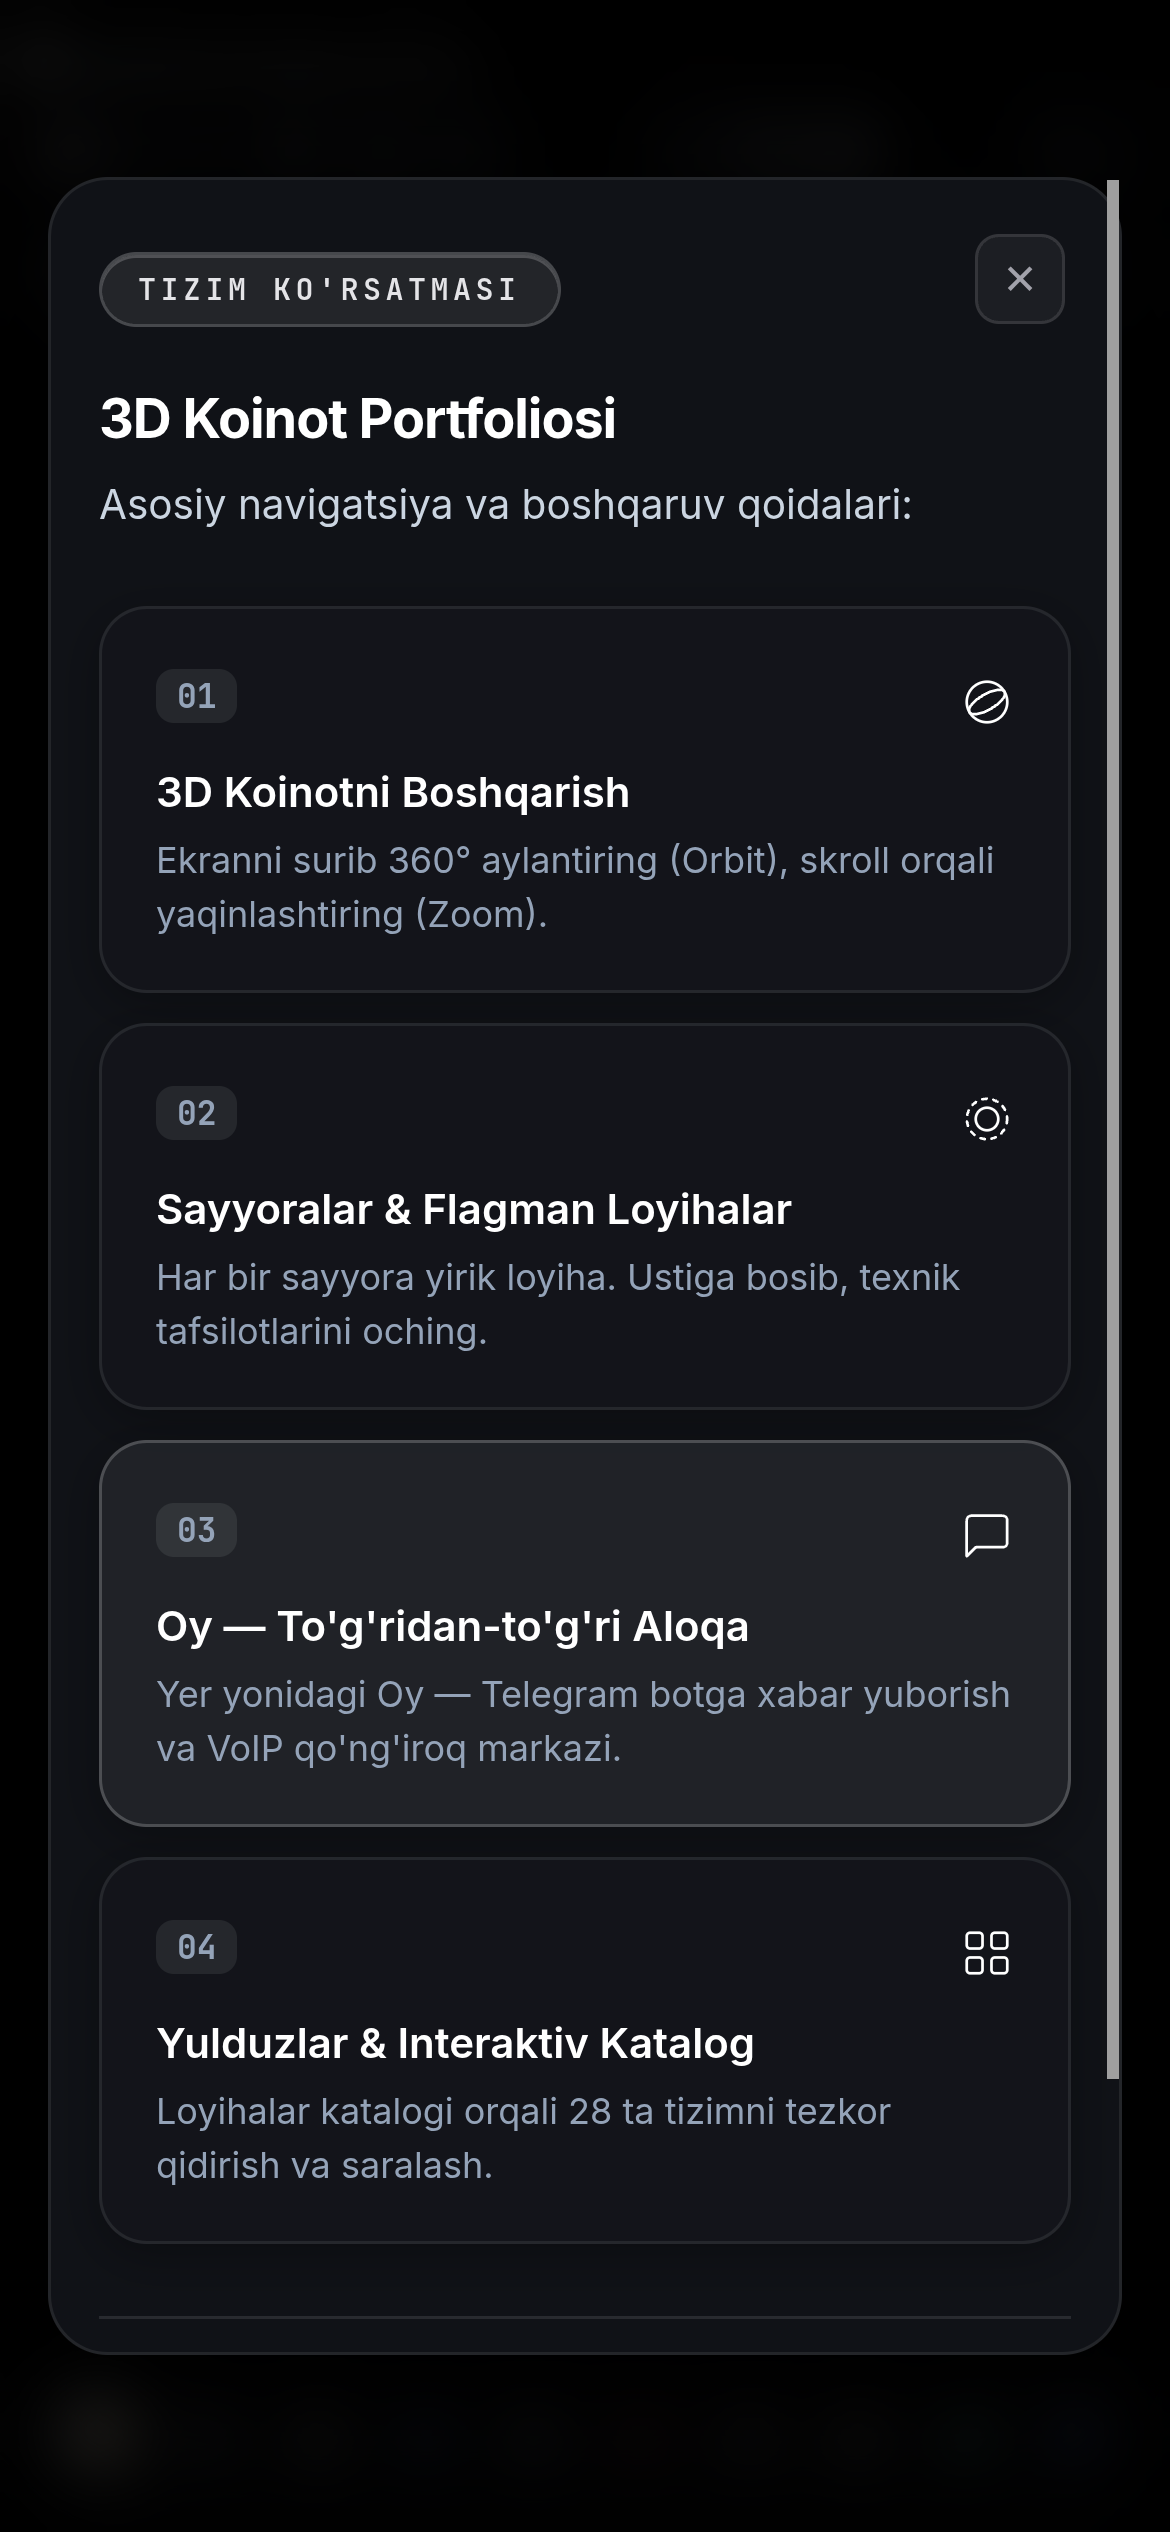 TIZIM KO'RSATMASI
3D Koinot Portfoliosi
Asosiy navigatsiya va boshqaruv qoidalari:
01
3D Koinotni Boshqarish
Ekranni surib 360° aylantiring (Orbit), skroll orqali
yaqinlashtiring (Zoom).
02
Sayyoralar & Flagman Loyihalar
Har bir sayyora yirik loyiha. Ustiga bosib, texnik
tafsilotlarini oching.
03
Oy — To'g'ridan-to'g'ri Aloqa
Yer yonidagi Oy — Telegram botga xabar yuborish
va VoIP qo'ng'iroq markazi.
04
Yulduzlar & Interaktiv Katalog
Loyihalar katalogi orqali 28 ta tizimni tezkor
qidirish va saralash.